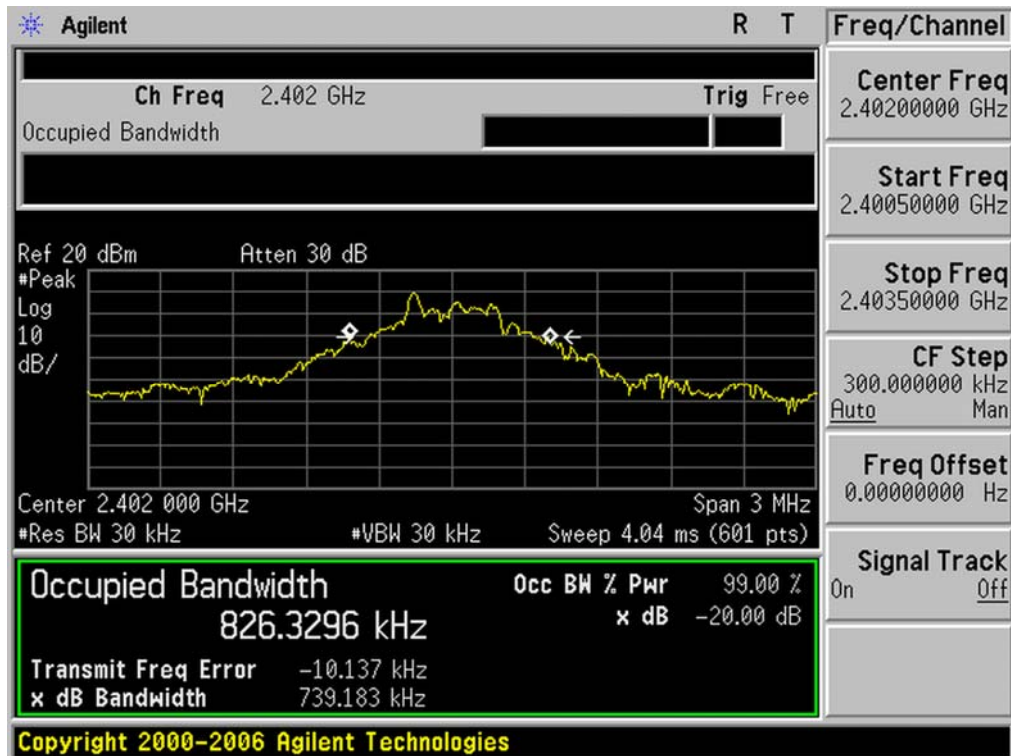 Agilent R T
Freq/Channel
Ch Freq 2.402 GHz Trig Free
Occupied Bandwidth
Center Freq
2.40200000 GHz
Start Freq
2.40050000 GHz
Stop Freq
2.40350000 GHz
CF Step
300.000000 kHz
Auto Man
Freq Offset
0.00000000 Hz
Signal Track
On Off
Ref 20 dBm Atten 30 dB
#Peak
Log
10
dB/
Center 2.402 000 GHz Span 3 MHz
#Res BW 30 kHz #VBW 30 kHz Sweep 4.04 ms (601 pts)
Occupied Bandwidth
826.3296 kHz
Occ BW % Pwr 99.00 %
x dB -20.00 dB
Transmit Freq Error -10.137 kHz
x dB Bandwidth 739.183 kHz
Copyright 2000-2006 Agilent Technologies